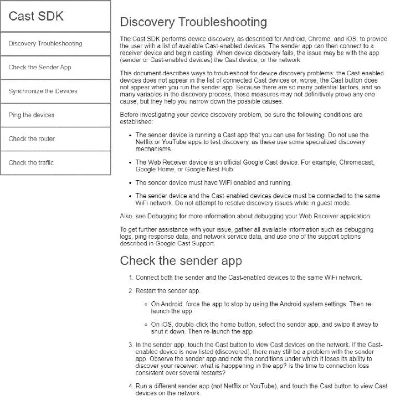 Cast SDK
Discovery Troubleshooting
Check the Sender App
Synchronize the Devices
Ping the devices
Check the router
Check the traffic
Discovery Troubleshooting
The Cast SDK performs device discovery, as described for Android, Chrome, and iOS, to provide
the user with a list of available Cast-enabled devices. The sender app can then connect to a
receiver device and begin casting. When device discovery fails, the issue may be with the app
(sender or Cast-enabled devices) the Cast device, or the network.
This document describes ways to troubleshoot for device discovery problems: the Cast enabled
devices does not appear in the list of connected Cast devices or, worse, the Cast button does
not appear when you run the sender app. Because there are so many potential factors, and so
many variables in the discovery process, those measures may not definitively prove any one
cause, but they help you narrow down the possible causes.
Before investigating your device discovery problem, be sure the following conditions are
established:
• The sender device is running a Cast app that you can use for testing. Do not use the
Netflix or YouTube apps to test discovery, as these use some specialized discovery
mechanisms.
• The Web Receiver device is an official Google Cast device. For example, Chromecast,
Google Home, or Google Nest Hub
• The sender device must have WiFi enabled and running
• The sender device and the Cast enabled devices device must be connected to the same
WiFi network. Do not attempt to resolve discovery issues while in guest mode.
Also, see Debugging for more information about debugging your Web Receiver application.
To get further assistance with your issue, gather all available information such as debugging
logs, ping response data, and network service data, and use one of the support options
described in Google Cast Support.
Check the sender app
1. Connect both the sender and the Cast-enabled devices to the same WiFi network.
2. Restart the sender app.
○ On Android, force the app to stop by using the Android system settings. Then re-
launch the app.
○ On iOS, double-click the home button, select the sender app, and swipe it away to
shut it down. Then re-launch the app.
3. In the sender app, touch the Cast button to view Cast devices on the network. If the Cast-
enabled device is now listed (discovered), there may still be a problem with the sender
app. Observe the sender app and note the conditions under which it loses its ability to
discover your receiver: what is happening in the app? Is the time to connection loss
consistent over several restarts?
4. Run a different sender app (not Netflix or YouTube), and touch the Cast button to view Cast
devices on the network.